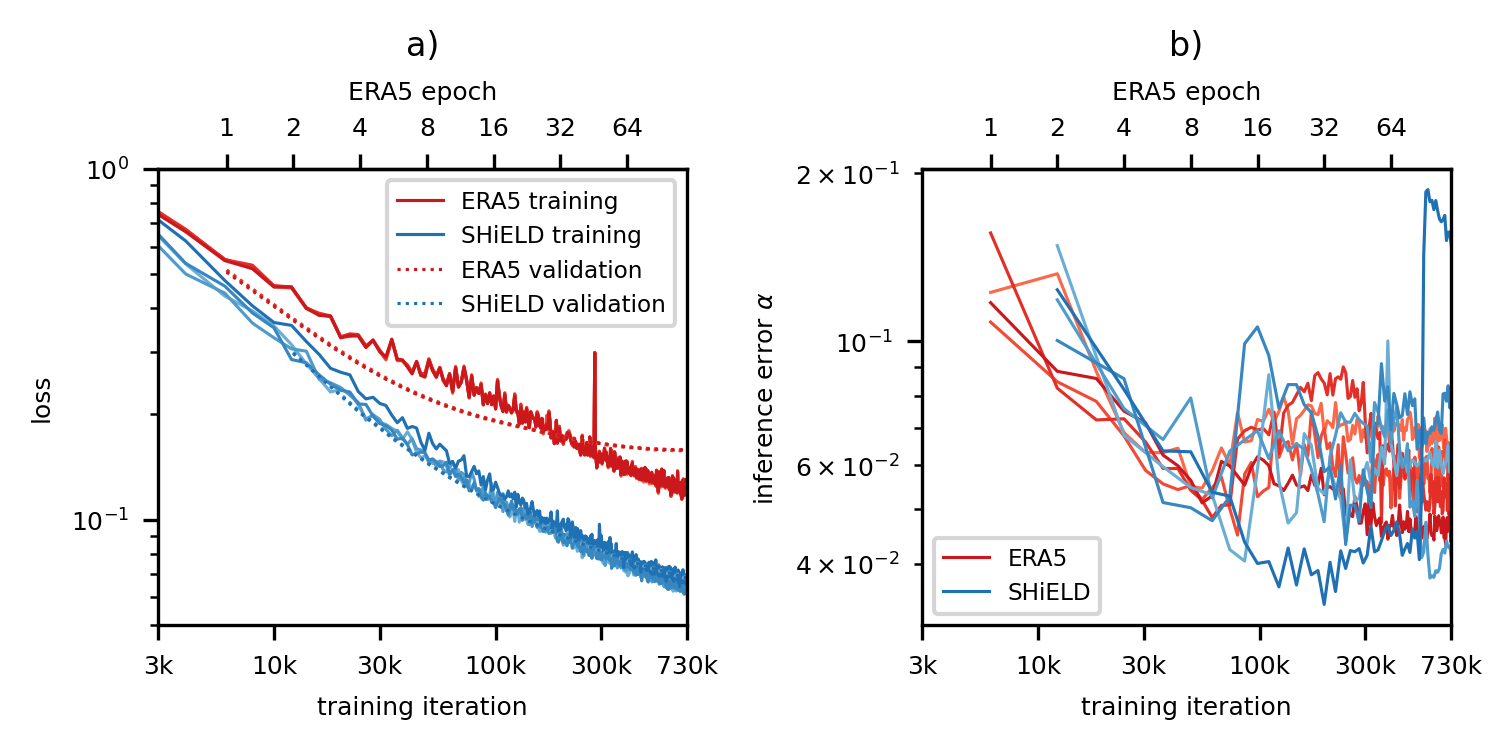 a)
ERA5 epoch
1 2 4 8 16 32 64
10⁰
ERA5 training
SHiELD training
ERA5 validation
SHiELD validation
loss
10⁻¹
3k 10k 30k 100k 300k 730k
training iteration
b)
ERA5 epoch
1 2 4 8 16 32 64
2 × 10⁻¹
10⁻¹
inference error α
6 × 10⁻²
4 × 10⁻²
ERA5
SHiELD
3k 10k 30k 100k 300k 730k
training iteration